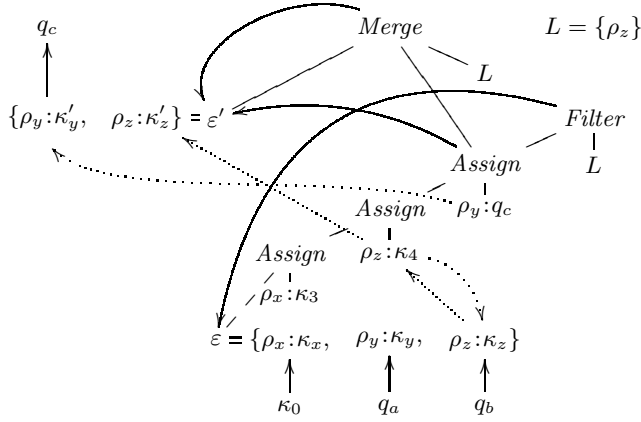 q_c Merge L = {ρ_z}
L
{ρ_y : κ′_y, ρ_z : κ′_z} = ε′ Filter
Assign L
Assign ρ_y : q_c
Assign ρ_z : κ_4
ρ_x : κ_3
ε = {ρ_x : κ_x, ρ_y : κ_y, ρ_z : κ_z}
κ_0 q_a q_b